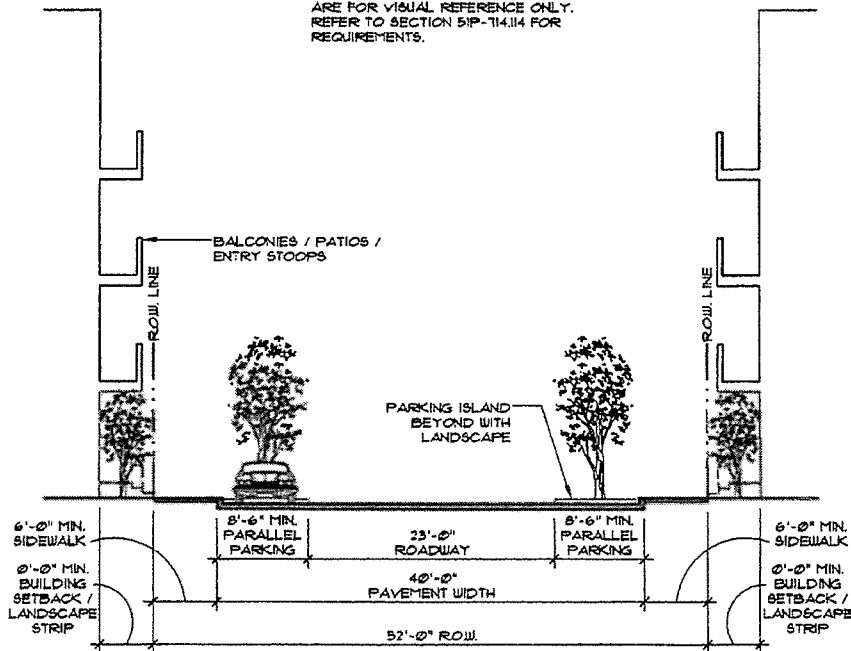 ARE FOR VISUAL REFERENCE ONLY.
REFER TO SECTION 51P-714.114 FOR
REQUIREMENTS.
BALCONIES / PATIOS /
ENTRY STOOPS
R.O.W. LINE
R.O.W. LINE
PARKING ISLAND
BEYOND WITH
LANDSCAPE
6'-0" MIN.
SIDEWALK
8'-6" MIN.
PARALLEL
PARKING
23'-0"
ROADWAY
8'-6" MIN.
PARALLEL
PARKING
6'-0" MIN.
SIDEWALK
0'-0" MIN.
BUILDING
SETBACK /
LANDSCAPE
STRIP
40'-0"
PAVEMENT WIDTH
0'-0" MIN.
BUILDING
SETBACK /
LANDSCAPE
STRIP
52'-0" R.O.W.